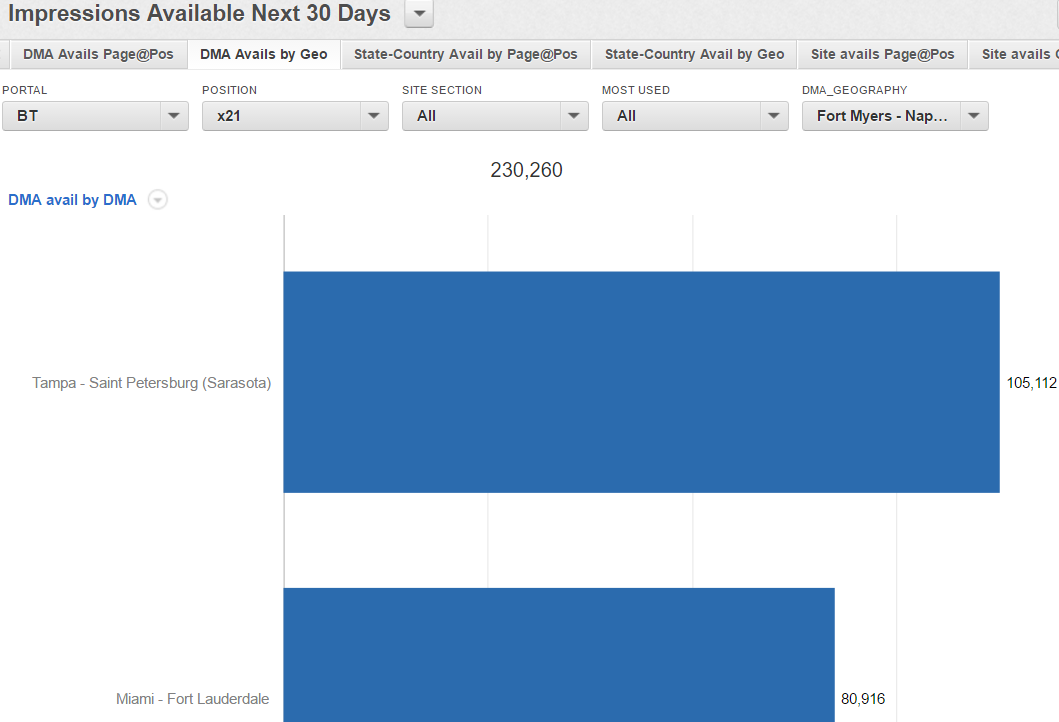 Impressions Available Next 30 Days
DMA Avails Page@Pos DMA Avails by Geo State-Country Avail by Page@Pos State-Country Avail by Geo Site avails Page@Pos Site avails
PORTAL POSITION SITE SECTION MOST USED DMA_GEOGRAPHY
BT x21 All All Fort Myers - Nap...
230,260
DMA avail by DMA
Tampa - Saint Petersburg (Sarasota) 105,112
Miami - Fort Lauderdale 80,916